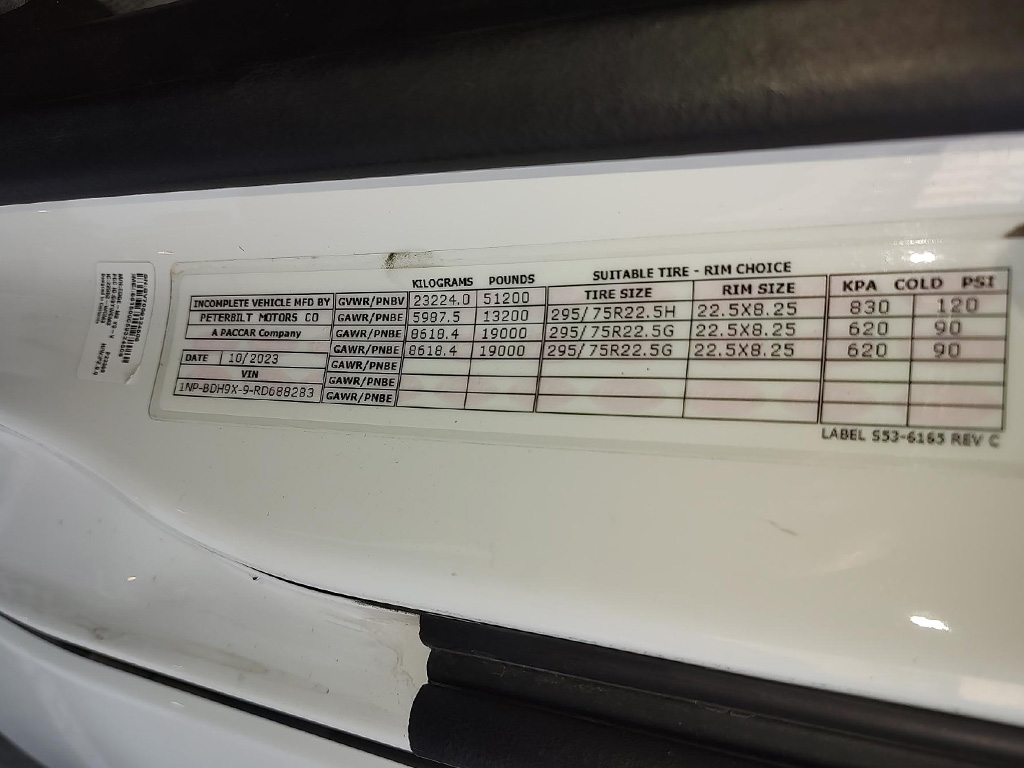 KILOGRAMS POUNDS SUITABLE TIRE - RIM CHOICE
INCOMPLETE VEHICLE MFD BY GVWR/PNBV 23224.0 51200 TIRE SIZE RIM SIZE KPA COLD PSI
PETERBILT MOTORS CO GAWR/PNBE 5987.5 13200 295/75R22.5H 22.5X8.25 830 120
A PACCAR Company GAWR/PNBE 8618.4 19000 295/75R22.5G 22.5X8.25 620 90
GAWR/PNBE 8618.4 19000 295/75R22.5G 22.5X8.25 620 90
DATE 10/2023 GAWR/PNBE
VIN GAWR/PNBE
1NP-BDH9X-9-RD688283 GAWR/PNBE
LABEL S53-6165 REV C